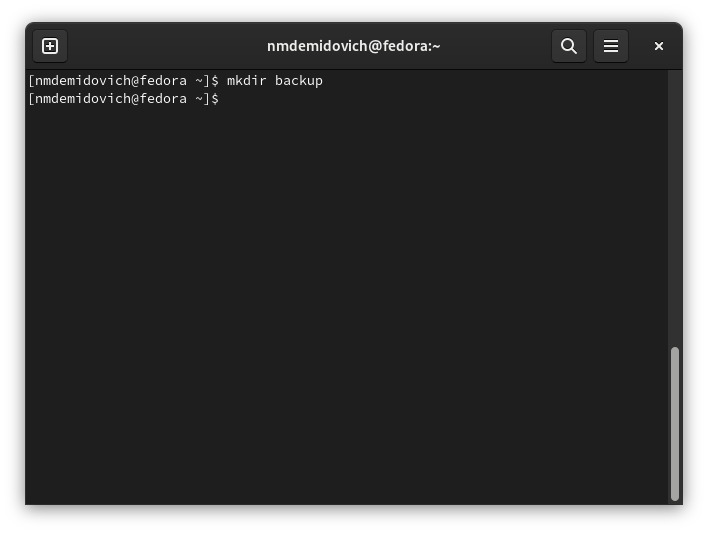 nmdemidovich@fedora:~
[nmdemidovich@fedora ~]$ mkdir backup
[nmdemidovich@fedora ~]$